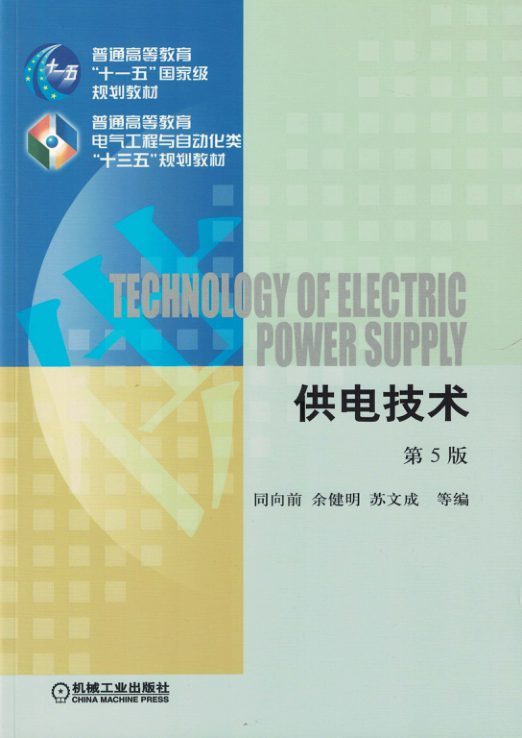 十一五
普通高等教育
“十一五”国家级
规划教材
普通高等教育
电气工程与自动化类
“十三五”规划教材
TECHNOLOGY OF ELECTRIC
POWER SUPPLY
供电技术
第5版
同向前 余健明 苏文成 等编
机械工业出版社
CHINA MACHINE PRESS